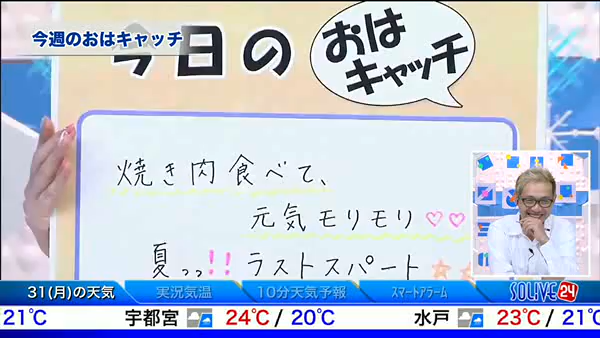 今週のおはキャッチ
今日の
おは
キャッチ
焼き肉食べて、
元気モリモリ♡♡
夏っっ!! ラストスパート☆☆
31(月)の天気 実況気温 10分天気予報 スマートアラーム SOLiVE24
21℃ 宇都宮 24℃/20℃ 水戸 23℃/21